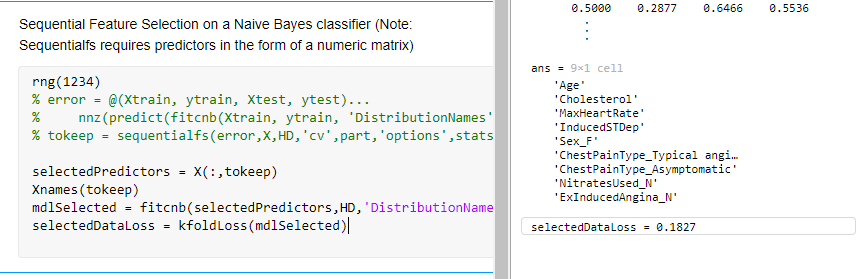 Sequential Feature Selection on a Naive Bayes classifier (Note:
Sequentialfs requires predictors in the form of a numeric matrix)
rng(1234)
% error = @(Xtrain, ytrain, Xtest, ytest)...
%     nnz(predict(fitcnb(Xtrain, ytrain, 'DistributionNames'
% tokeep = sequentialfs(error,X,HD,'cv',part,'options',stats
selectedPredictors = X(:,tokeep)
Xnames(tokeep)
mdlSelected = fitcnb(selectedPredictors,HD,'DistributionName
selectedDataLoss = kfoldLoss(mdlSelected)
0.5000 0.2877 0.6466 0.5536
⋮
ans = 9×1 cell
'Age'
'Cholesterol'
'MaxHeartRate'
'InducedSTDep'
'Sex_F'
'ChestPainType_Typical angi…
'ChestPainType_Asymptomatic'
'NitratesUsed_N'
'ExInducedAngina_N'
selectedDataLoss = 0.1827